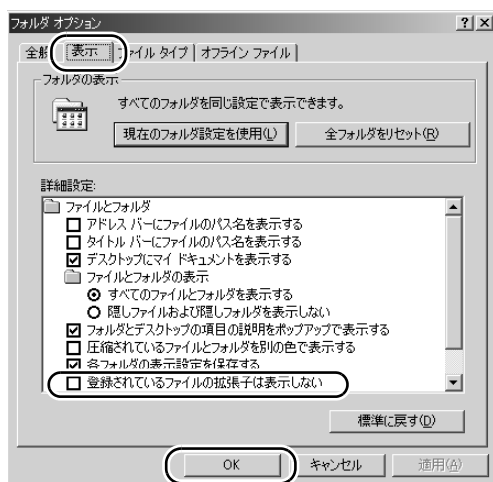 フォルダ オプション
全般 表示 ファイル タイプ オフライン ファイル
フォルダの表示
すべてのフォルダを同じ設定で表示できます。
現在のフォルダ設定を使用(L) 全フォルダをリセット(R)
詳細設定:
ファイルとフォルダ
アドレス バーにファイルのパス名を表示する
タイトル バーにファイルのパス名を表示する
デスクトップにマイ ドキュメントを表示する
ファイルとフォルダの表示
すべてのファイルとフォルダを表示する
隠しファイルおよび隠しフォルダを表示しない
フォルダとデスクトップの項目の説明をポップアップで表示する
圧縮されているファイルとフォルダを別の色で表示する
各フォルダの表示設定を保存する
登録されているファイルの拡張子は表示しない
標準に戻す(D)
OK キャンセル 適用(A)